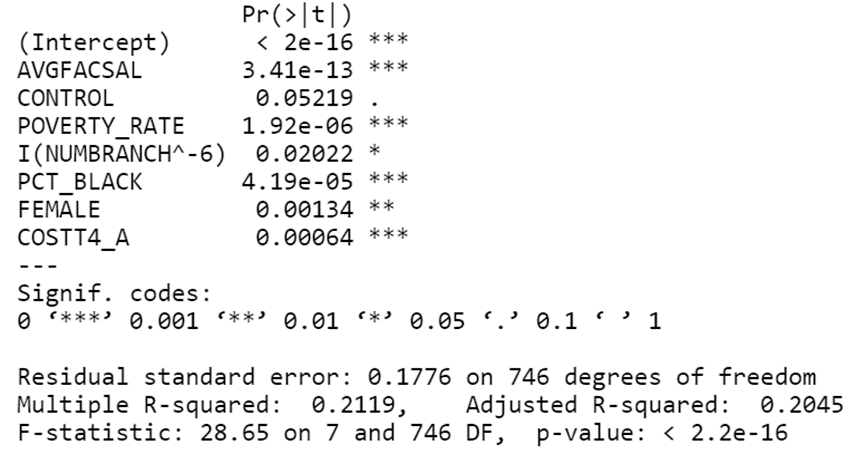 Pr(>|t|)
(Intercept) < 2e-16 ***
AVGFACSAL 3.41e-13 ***
CONTROL 0.05219 .
POVERTY_RATE 1.92e-06 ***
I(NUMBRANCH^-6) 0.02022 *
PCT_BLACK 4.19e-05 ***
FEMALE 0.00134 **
COSTT4_A 0.00064 ***
---
Signif. codes:
0 ‘***’ 0.001 ‘**’ 0.01 ‘*’ 0.05 ‘.’ 0.1 ‘ ’ 1
Residual standard error: 0.1776 on 746 degrees of freedom
Multiple R-squared: 0.2119, Adjusted R-squared: 0.2045
F-statistic: 28.65 on 7 and 746 DF, p-value: < 2.2e-16